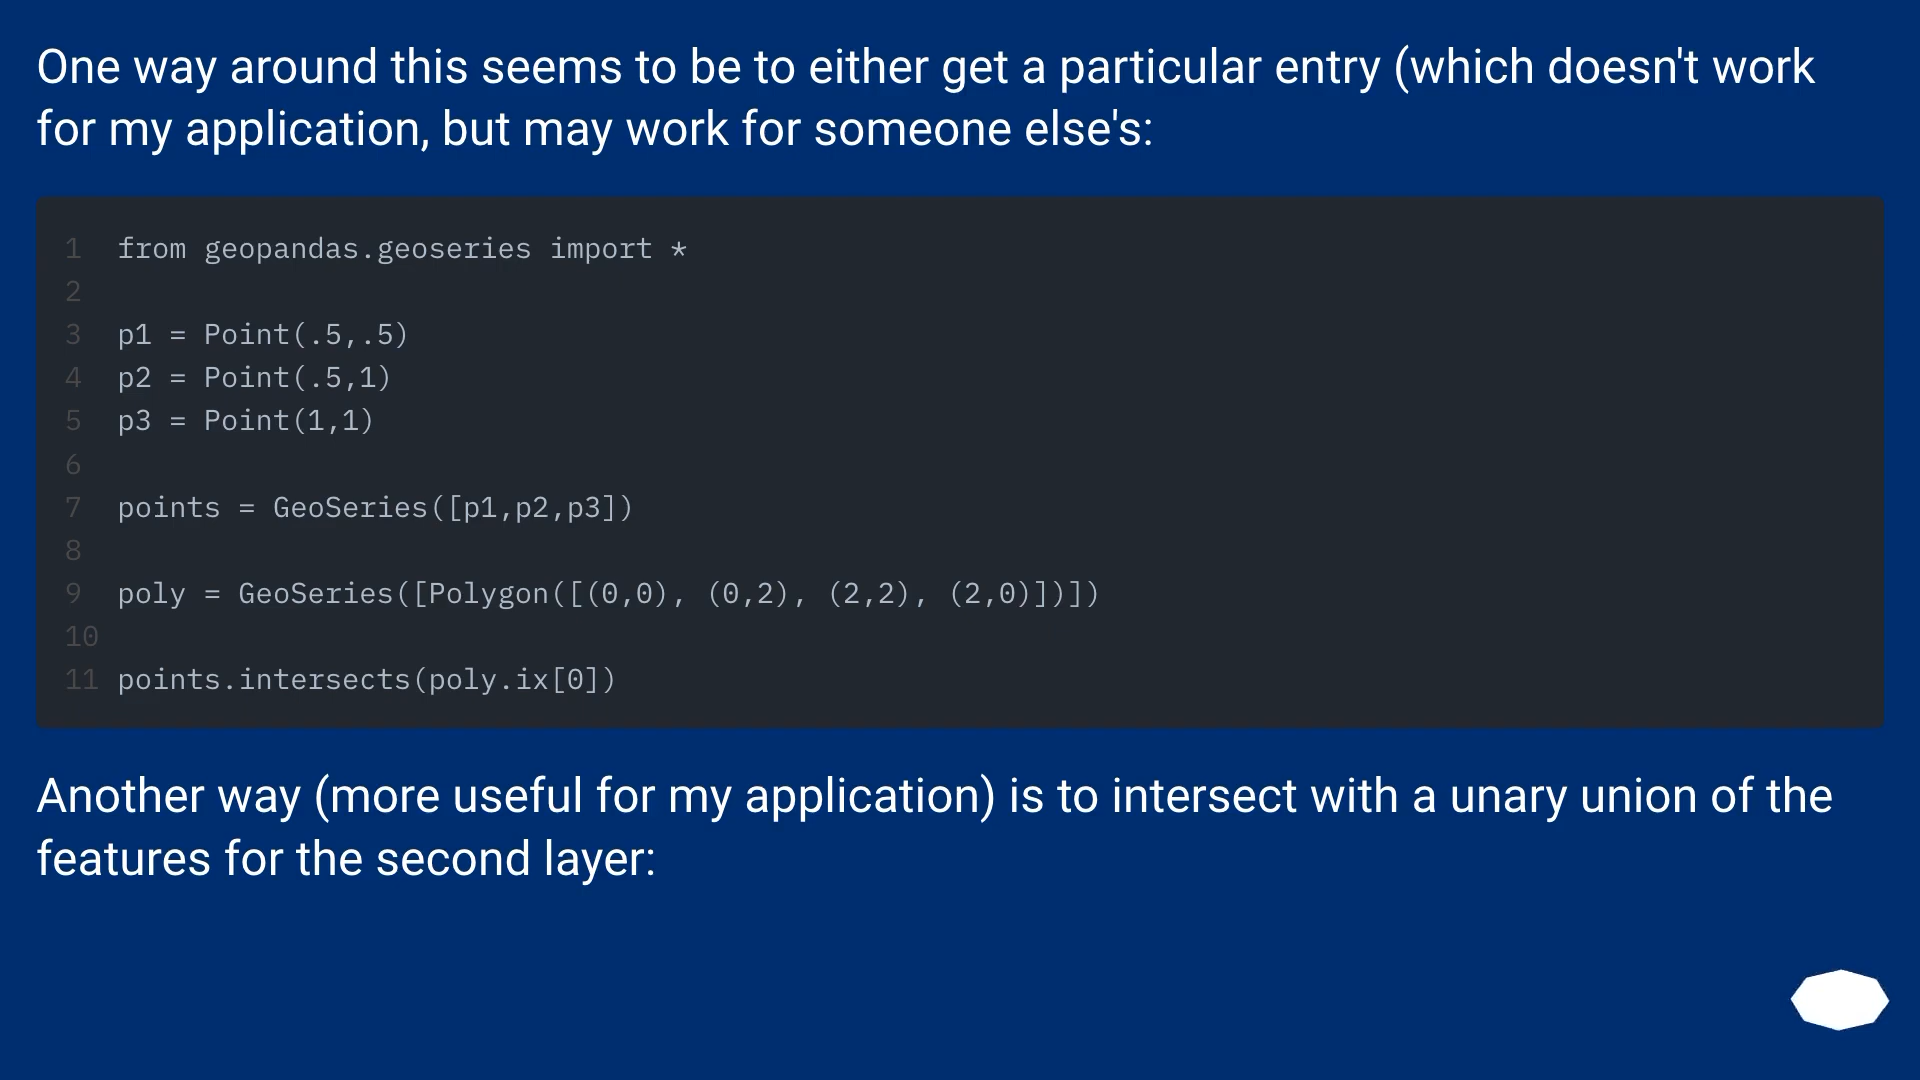 One way around this seems to be to either get a particular entry (which doesn't work
for my application, but may work for someone else's:
1 from geopandas.geoseries import *
2
3 p1 = Point(.5,.5)
4 p2 = Point(.5,1)
5 p3 = Point(1,1)
6
7 points = GeoSeries([p1,p2,p3])
8
9 poly = GeoSeries([Polygon([(0,0), (0,2), (2,2), (2,0)])])
10
11 points.intersects(poly.ix[0])
Another way (more useful for my application) is to intersect with a unary union of the
features for the second layer: